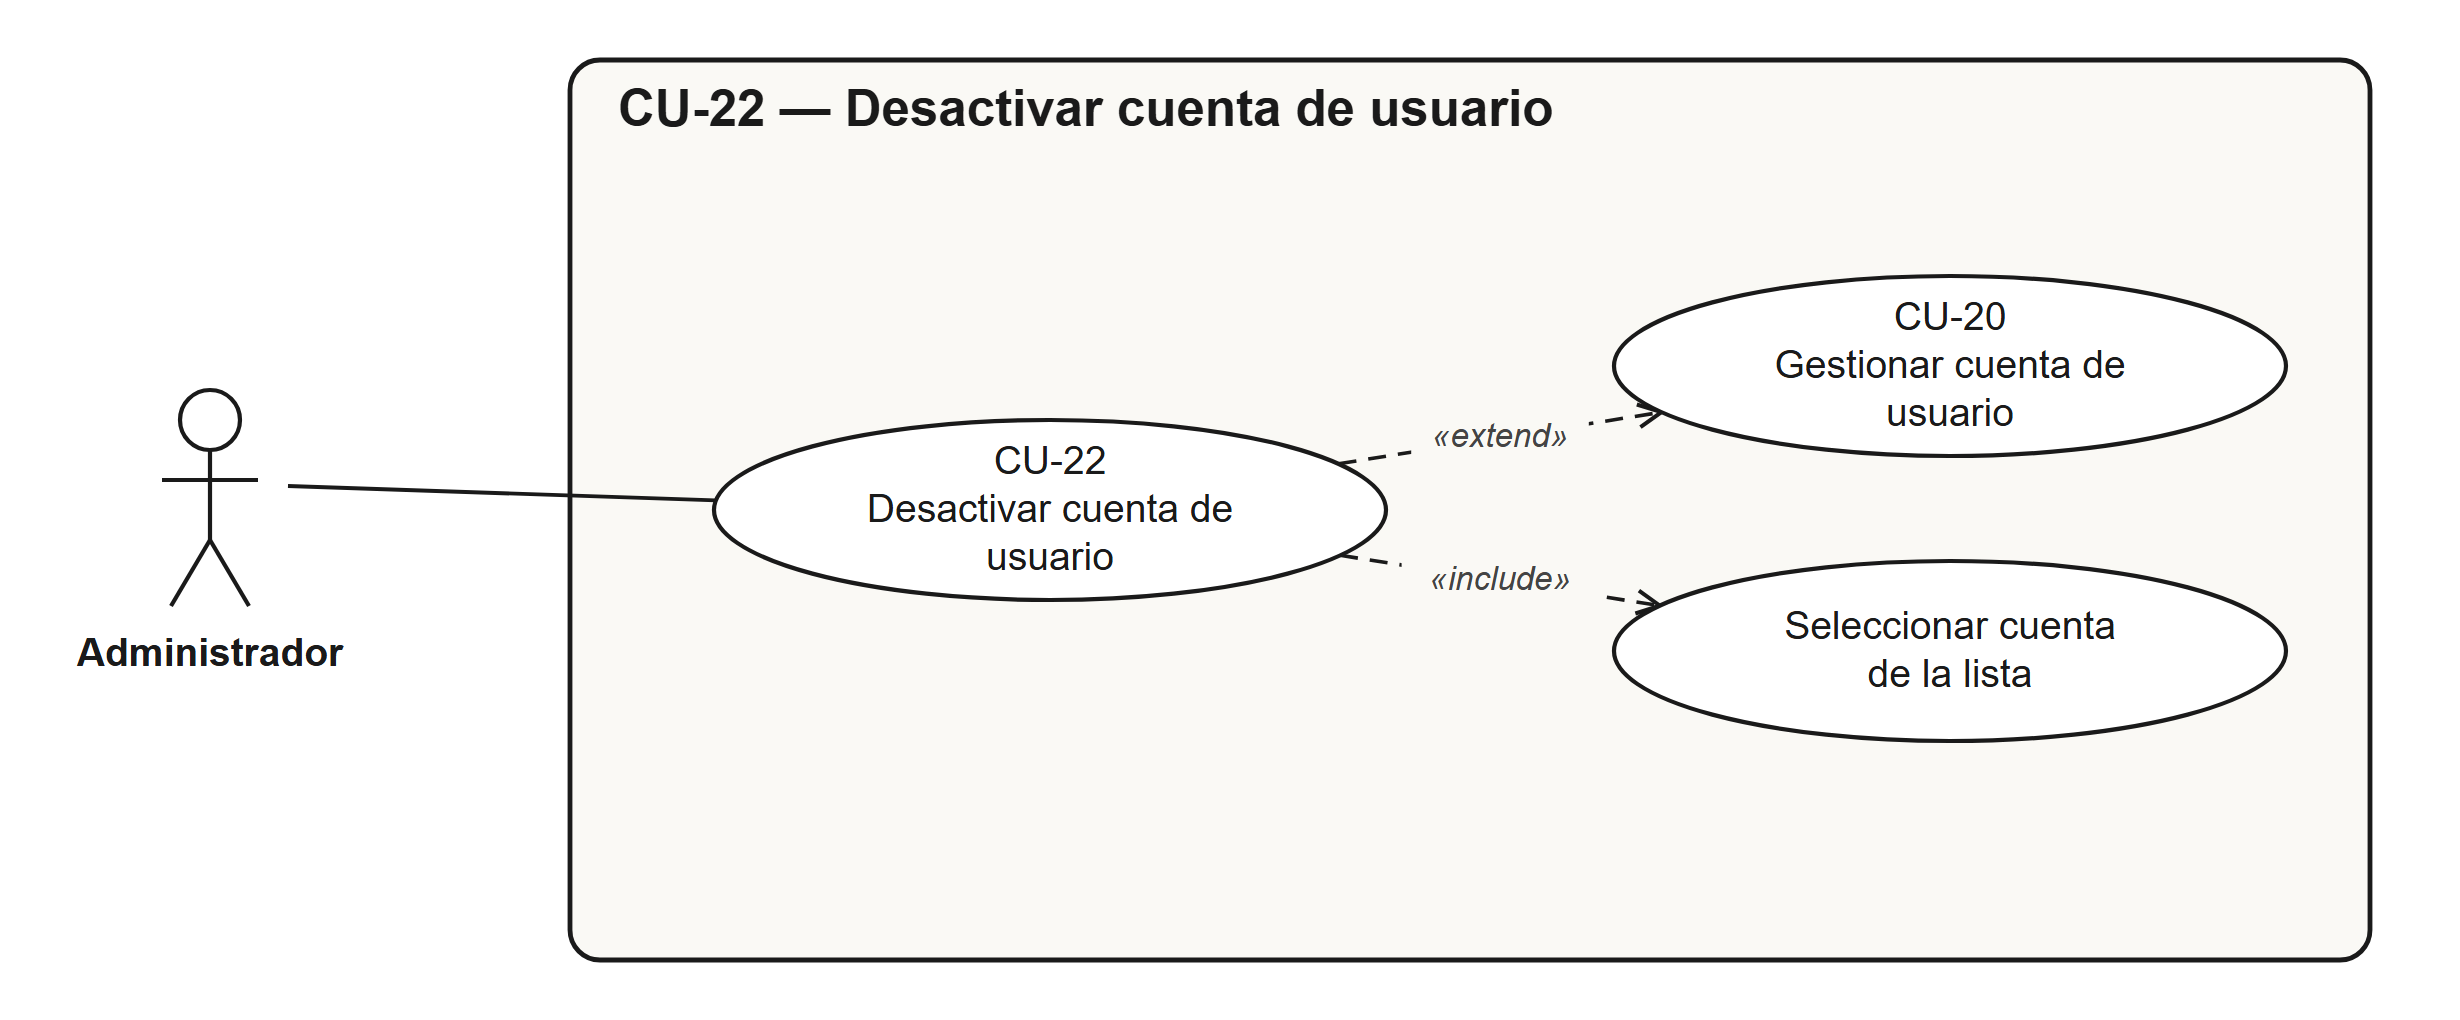 CU-22 — Desactivar cuenta de usuario
CU-20
Gestionar cuenta de
usuario
«extend»
CU-22
Desactivar cuenta de
usuario
«include»
Seleccionar cuenta
de la lista
Administrador